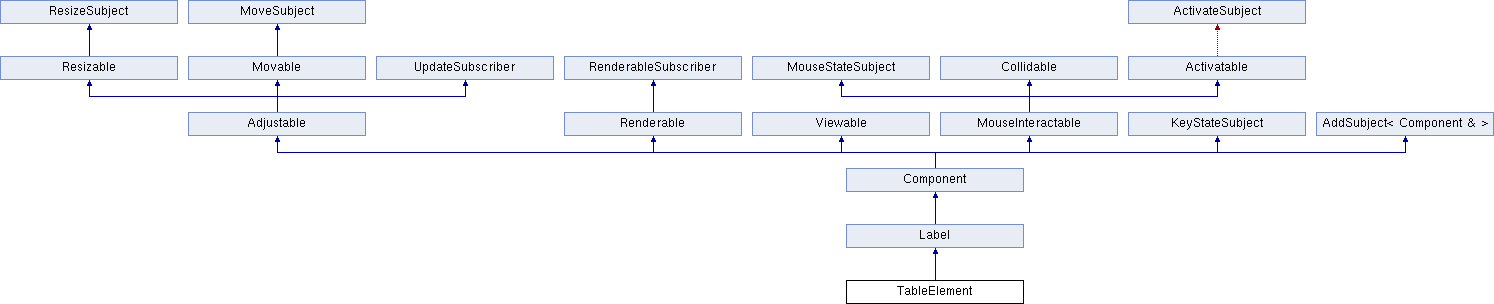 ResizeSubject MoveSubject ActivateSubject
Resizable Movable UpdateSubscriber RenderableSubscriber MouseStateSubject Collidable Activatable
Adjustable Renderable Viewable MouseInteractable KeyStateSubject AddSubject< Component & >
Component
Label
TableElement